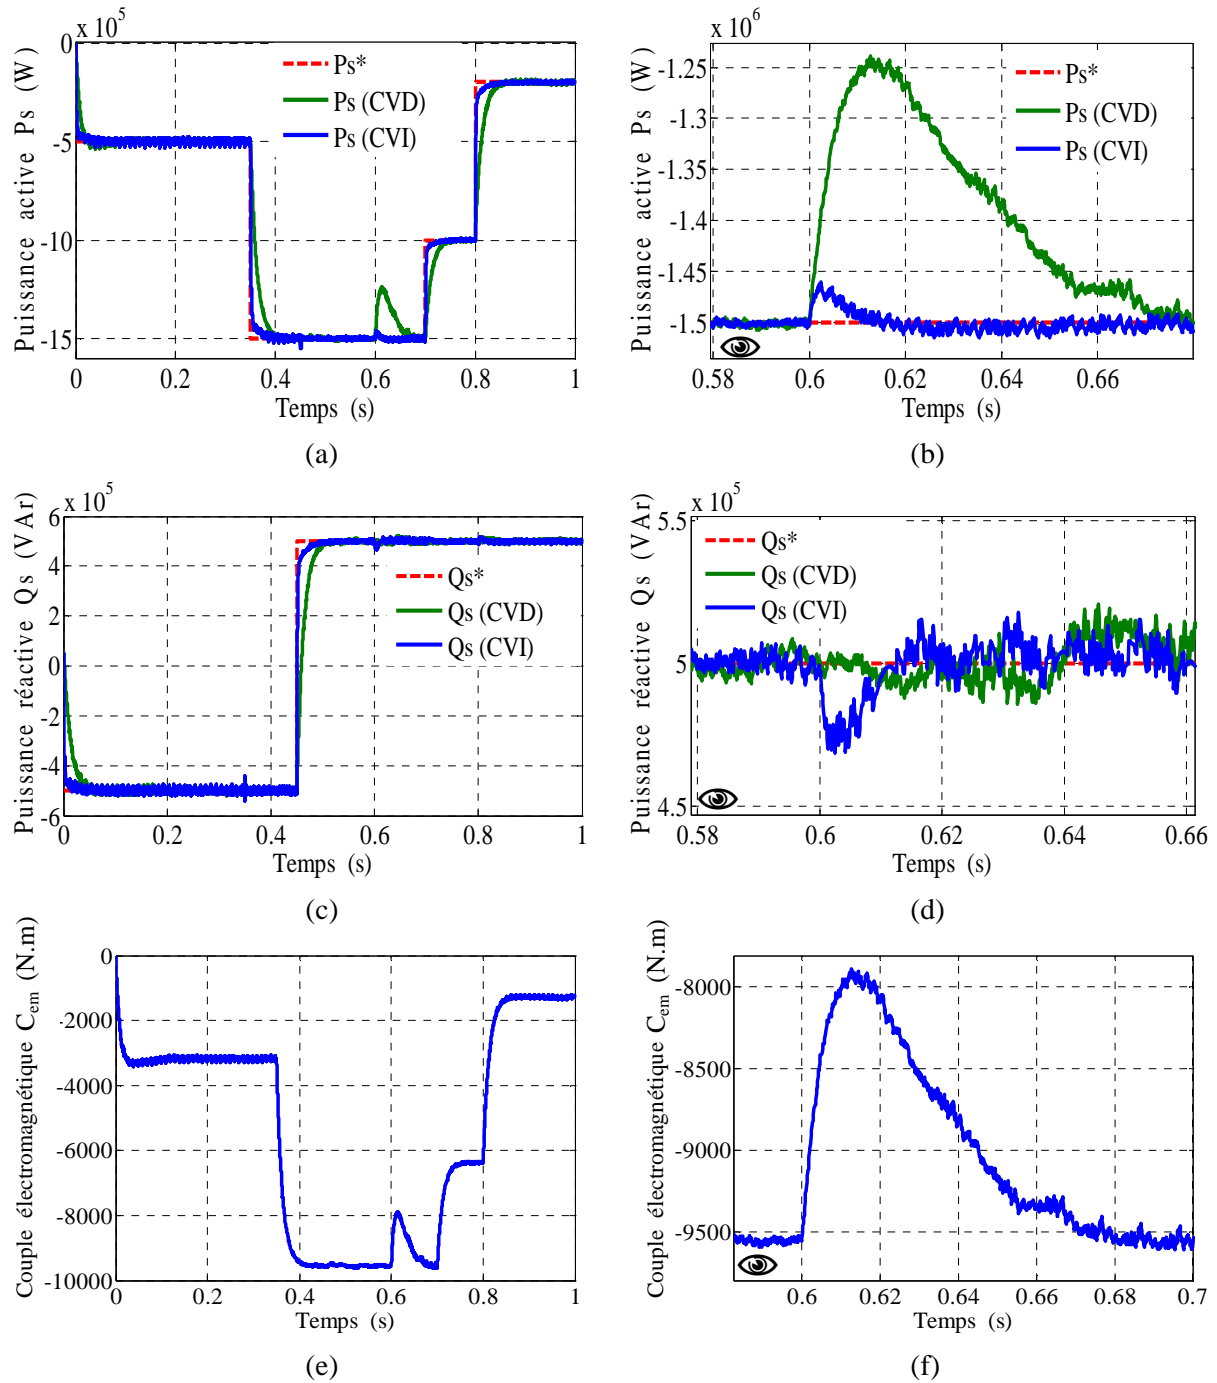 x 10^5
Puissance active Ps (W)
0
-5
-10
-15
Ps*
Ps (CVD)
Ps (CVI)
0
0.2
0.4
0.6
0.8
1
Temps (s)
(a)
x 10^6
Puissance active Ps (W)
-1.25
-1.3
-1.35
-1.4
-1.45
-1.5
Ps*
Ps (CVD)
Ps (CVI)
0.58
0.6
0.62
0.64
0.66
Temps (s)
(b)
x 10^5
Puissance réactive Qs (VAr)
6
4
2
0
-2
-4
-6
Qs*
Qs (CVD)
Qs (CVI)
0
0.2
0.4
0.6
0.8
1
Temps (s)
(c)
x 10^5
Puissance réactive Qs (VAr)
5.5
5
4.5
Qs*
Qs (CVD)
Qs (CVI)
0.58
0.6
0.62
0.64
0.66
Temps (s)
(d)
Couple électromagnétique C_em (N.m)
0
-2000
-4000
-6000
-8000
-10000
0
0.2
0.4
0.6
0.8
1
Temps (s)
(e)
Couple électromagnétique C_em (N.m)
-8000
-8500
-9000
-9500
0.6
0.62
0.64
0.66
0.68
0.7
Temps (s)
(f)